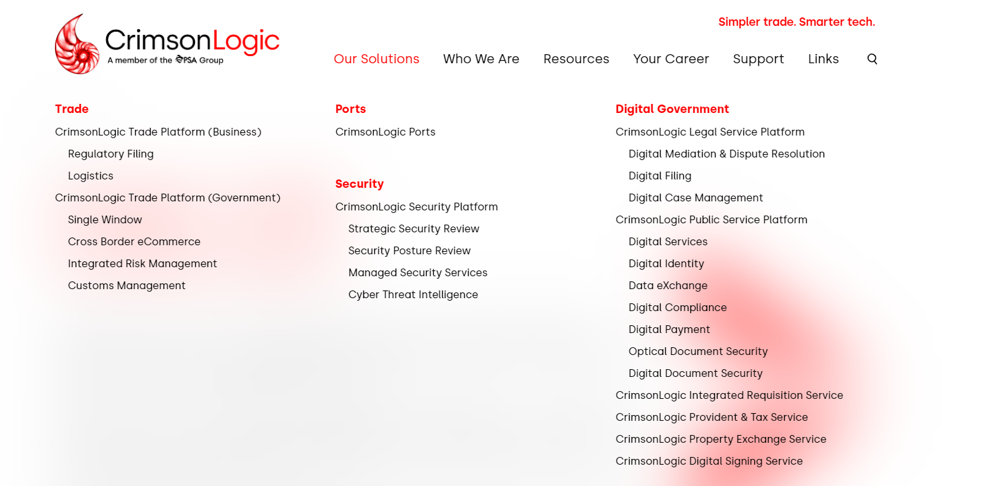 CrimsonLogic
A member of the PSA Group
Simpler trade. Smarter tech.
Our Solutions
Who We Are
Resources
Your Career
Support
Links
Trade
CrimsonLogic Trade Platform (Business)
Regulatory Filing
Logistics
CrimsonLogic Trade Platform (Government)
Single Window
Cross Border eCommerce
Integrated Risk Management
Customs Management
Ports
CrimsonLogic Ports
Security
CrimsonLogic Security Platform
Strategic Security Review
Security Posture Review
Managed Security Services
Cyber Threat Intelligence
Digital Government
CrimsonLogic Legal Service Platform
Digital Mediation & Dispute Resolution
Digital Filing
Digital Case Management
CrimsonLogic Public Service Platform
Digital Services
Digital Identity
Data eXchange
Digital Compliance
Digital Payment
Optical Document Security
Digital Document Security
CrimsonLogic Integrated Requisition Service
CrimsonLogic Provident & Tax Service
CrimsonLogic Property Exchange Service
CrimsonLogic Digital Signing Service